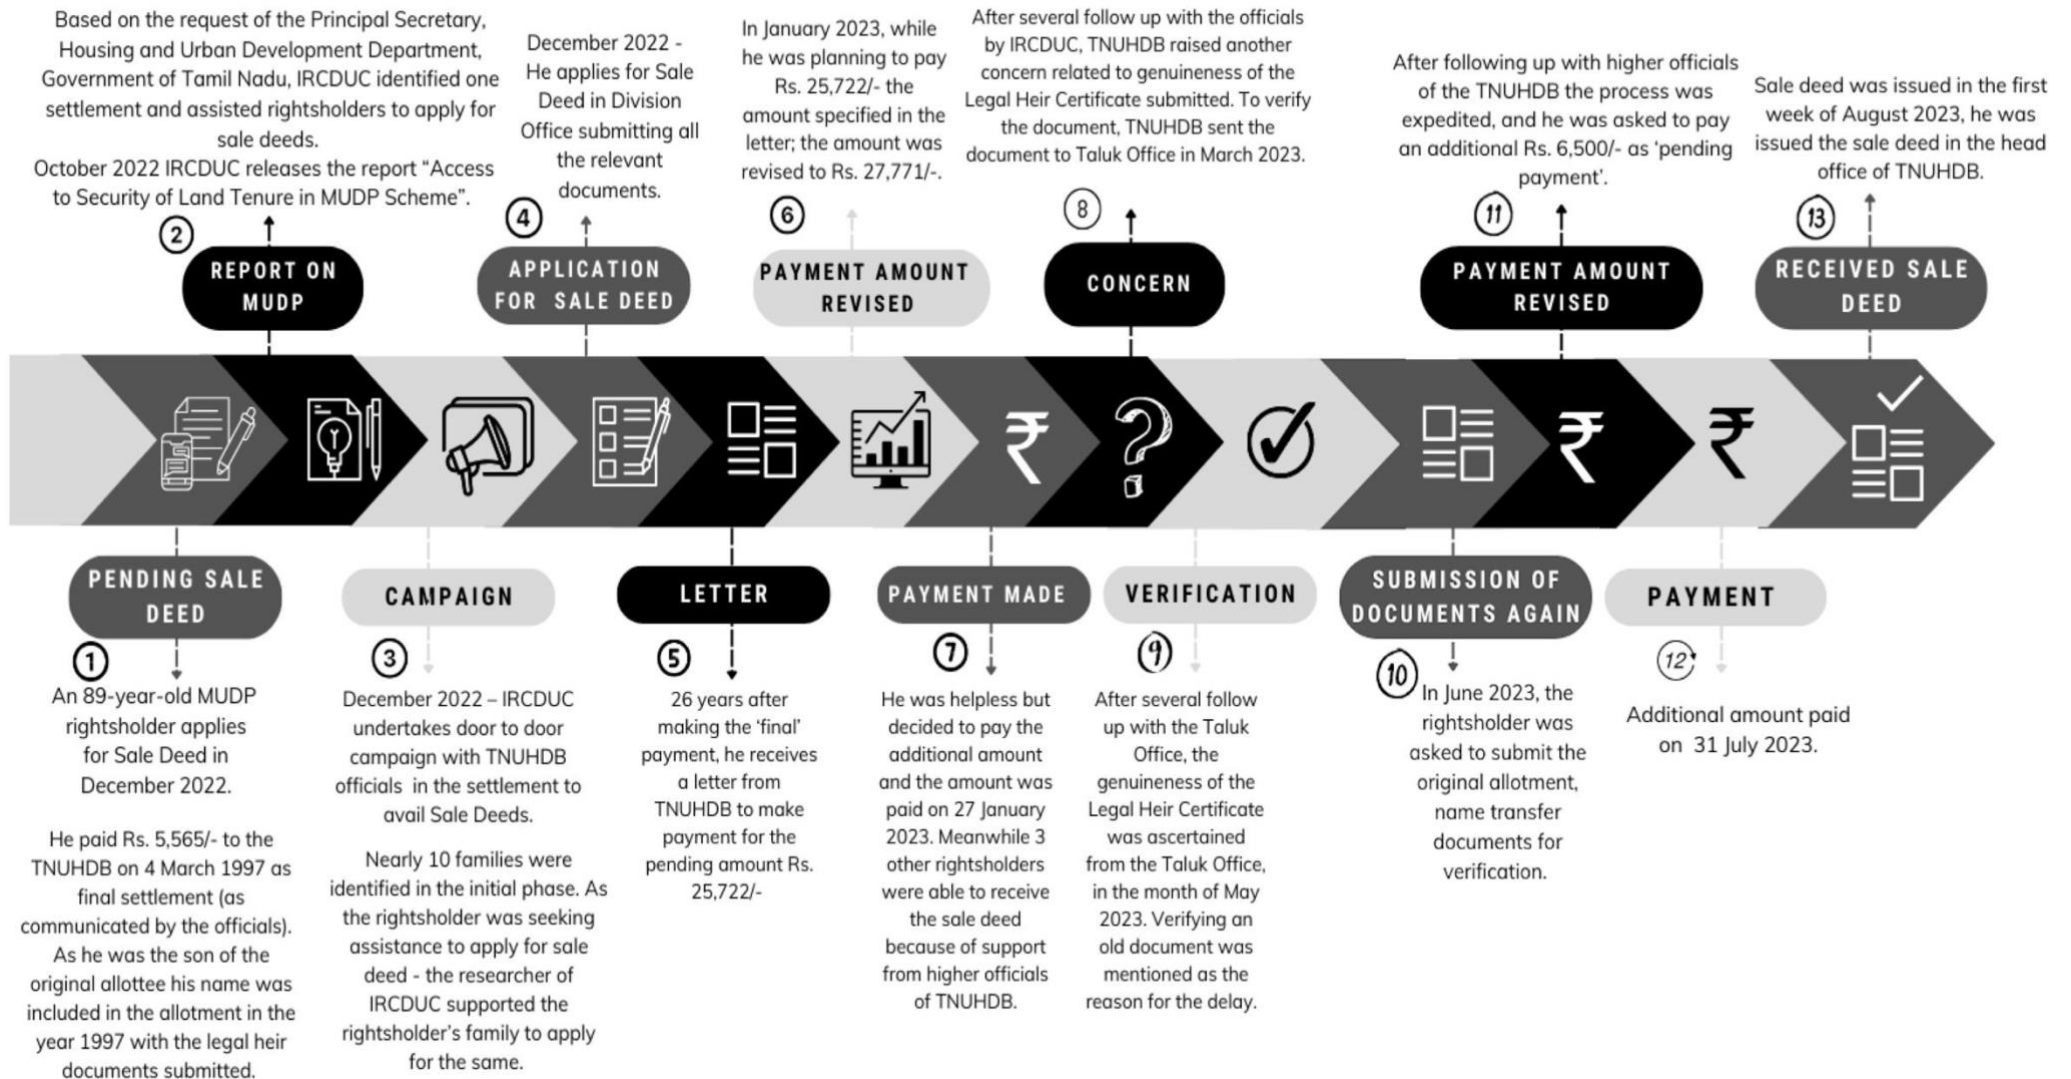 Based on the request of the Principal Secretary,
Housing and Urban Development Department,
Government of Tamil Nadu, IRCDUC identified one
settlement and assisted rightsholders to apply for
sale deeds.
October 2022 IRCDUC releases the report “Access
to Security of Land Tenure in MUDP Scheme”.
2
REPORT ON
MUDP
December 2022 -
He applies for Sale
Deed in Division
Office submitting all
the relevant
documents.
4
APPLICATION
FOR SALE DEED
In January 2023, while
he was planning to pay
Rs. 25,722/- the
amount specified in the
letter; the amount was
revised to Rs. 27,771/-.
6
PAYMENT AMOUNT
REVISED
After several follow up with the officials
by IRCDUC, TNUHDB raised another
concern related to genuineness of the
Legal Heir Certificate submitted. To verify
the document, TNUHDB sent the
document to Taluk Office in March 2023.
8
CONCERN
After following up with higher officials
of the TNUHDB the process was
expedited, and he was asked to pay
an additional Rs. 6,500/- as ‘pending
payment’.
11
PAYMENT AMOUNT
REVISED
Sale deed was issued in the first
week of August 2023, he was
issued the sale deed in the head
office of TNUHDB.
13
RECEIVED SALE
DEED
₹
?
₹
₹
PENDING SALE
DEED
1
An 89-year-old MUDP
rightsholder applies
for Sale Deed in
December 2022.
He paid Rs. 5,565/- to the
TNUHDB on 4 March 1997 as
final settlement (as
communicated by the officials).
As he was the son of the
original allottee his name was
included in the allotment in the
year 1997 with the legal heir
documents submitted.
CAMPAIGN
3
December 2022 – IRCDUC
undertakes door to door
campaign with TNUHDB
officials in the settlement to
avail Sale Deeds.
Nearly 10 families were
identified in the initial phase. As
the rightsholder was seeking
assistance to apply for sale
deed - the researcher of
IRCDUC supported the
rightsholder’s family to apply
for the same.
LETTER
5
26 years after
making the ‘final’
payment, he receives
a letter from
TNUHDB to make
payment for the
pending amount Rs.
25,722/-
PAYMENT MADE
7
He was helpless but
decided to pay the
additional amount
and the amount was
paid on 27 January
2023. Meanwhile 3
other rightsholders
were able to receive
the sale deed
because of support
from higher officials
of TNUHDB.
VERIFICATION
9
After several follow
up with the Taluk
Office, the
genuineness of the
Legal Heir Certificate
was ascertained
from the Taluk Office,
in the month of May
2023. Verifying an
old document was
mentioned as the
reason for the delay.
SUBMISSION OF
DOCUMENTS AGAIN
10
In June 2023, the
rightsholder was
asked to submit the
original allotment,
name transfer
documents for
verification.
PAYMENT
12
Additional amount paid
on 31 July 2023.